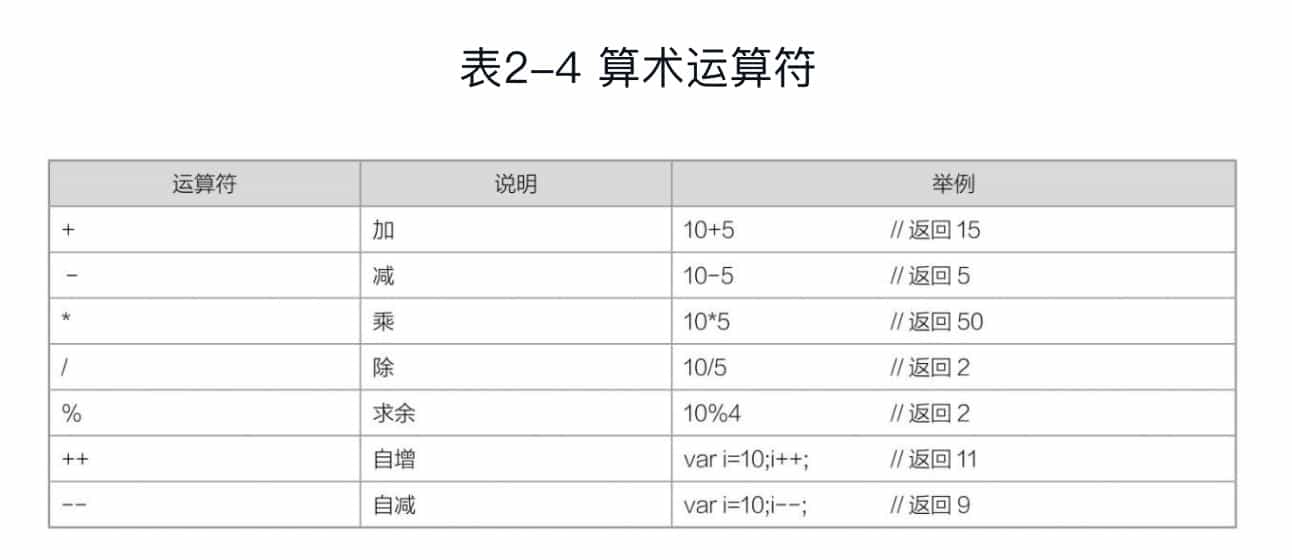 表2-4 算术运算符
运算符 说明 举例
+ 加 10+5 // 返回 15
- 减 10-5 // 返回 5
* 乘 10*5 // 返回 50
/ 除 10/5 // 返回 2
% 求余 10%4 // 返回 2
++ 自增 var i=10;i++; // 返回 11
-- 自减 var i=10;i--; // 返回 9